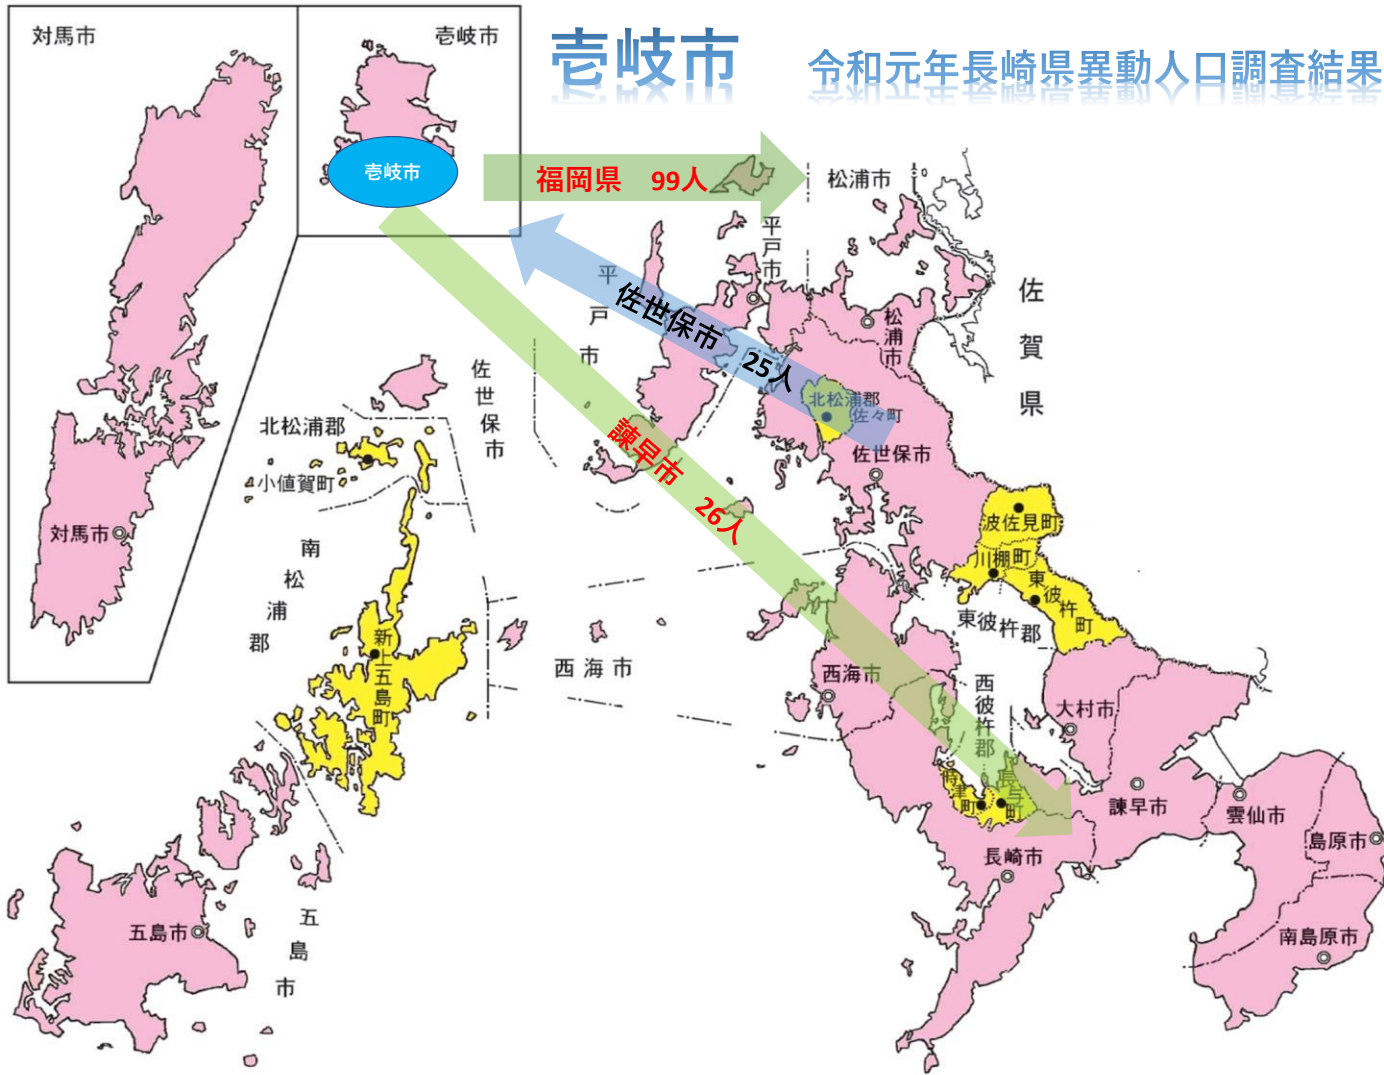 対馬市
壱岐市
壱岐市
令和元年長崎県異動人口調査結果
壱岐市
福岡県 99人
松浦市
平戸市
平戸市
佐世保市 25人
松浦市
佐賀県
佐世保市
北松浦郡
小値賀町
北松浦郡
佐々町
佐世保市
諫早市 26人
対馬市
南松浦郡
波佐見町
川棚町
東彼杵町
東彼杵郡
新上五島町
西海市
西海市
西彼杵郡
大村市
時津町
長与町
諫早市
雲仙市
島原市
長崎市
五島市
五島市
南島原市